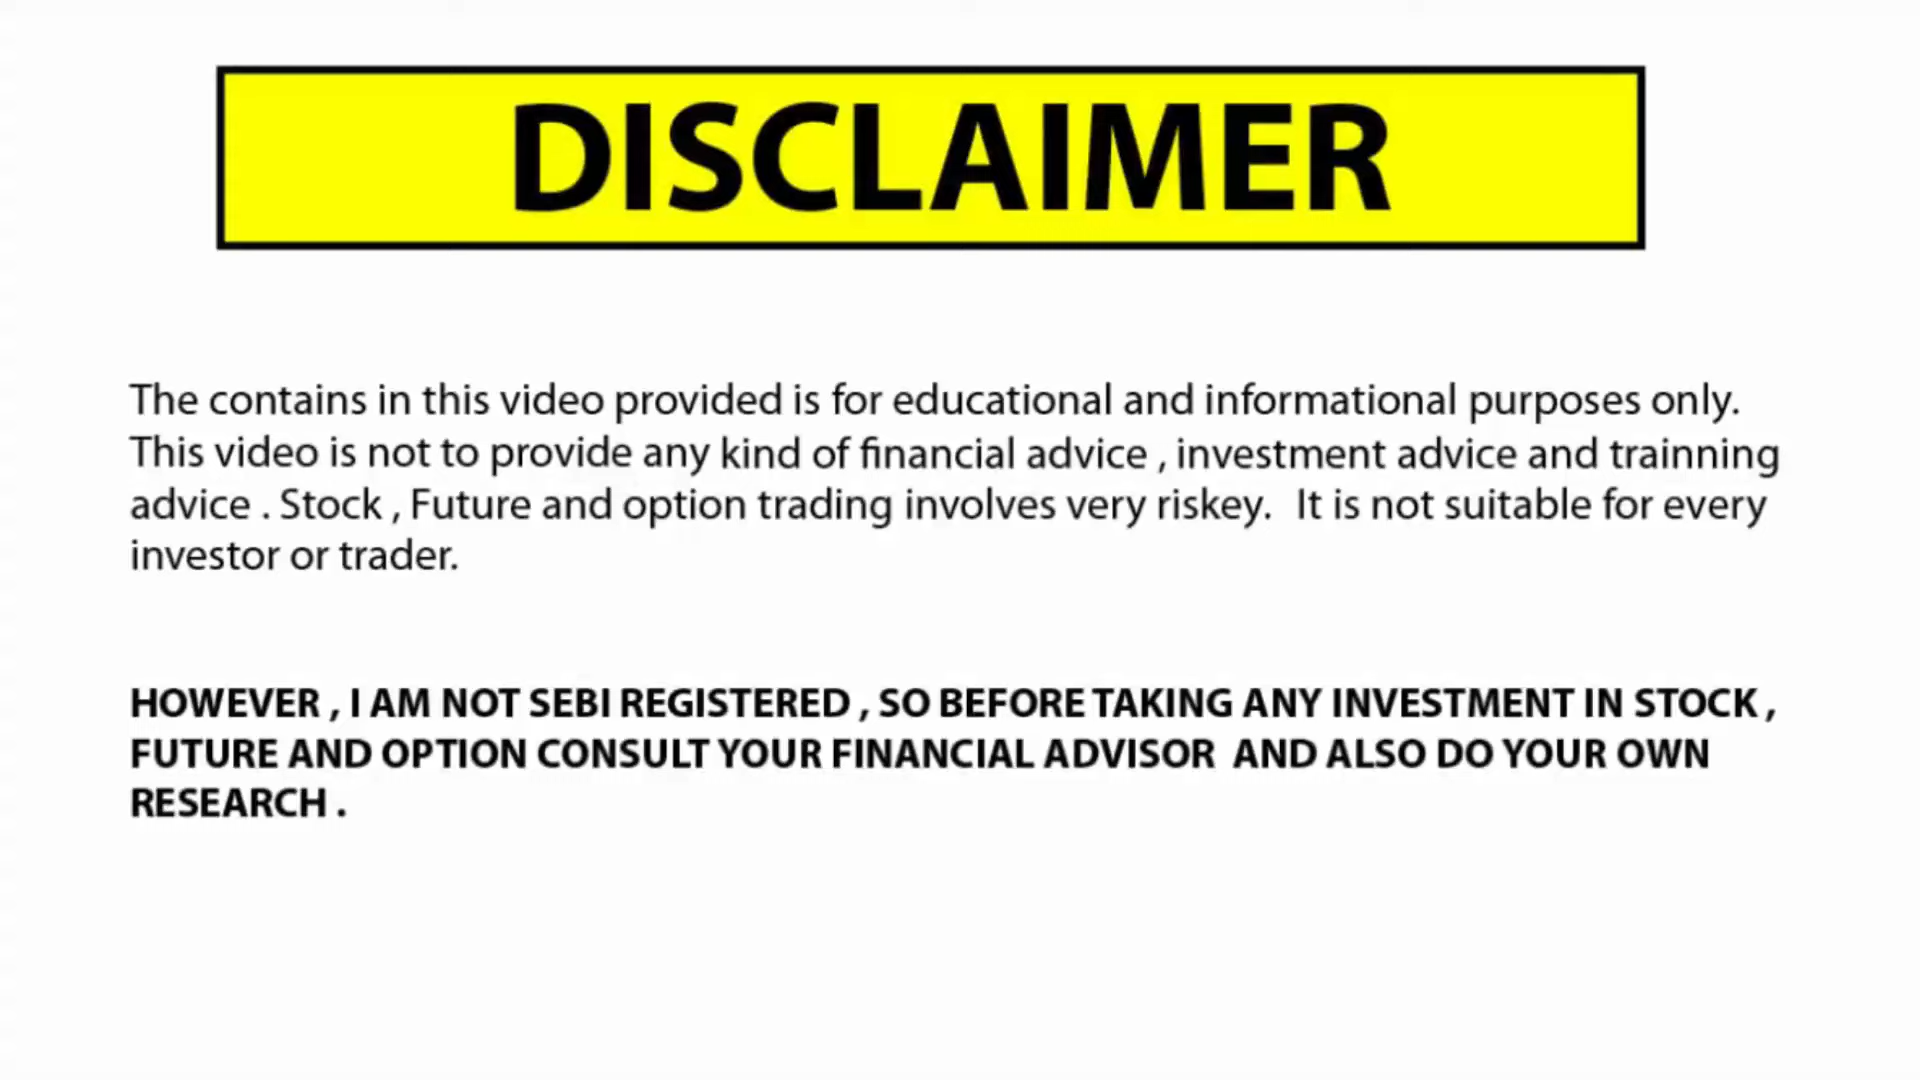 DISCLAIMER
The contains in this video provided is for educational and informational purposes only.
This video is not to provide any kind of financial advice , investment advice and trainning
advice . Stock , Future and option trading involves very riskey.  It is not suitable for every
investor or trader.
HOWEVER , I AM NOT SEBI REGISTERED , SO BEFORE TAKING ANY INVESTMENT IN STOCK ,
FUTURE AND OPTION CONSULT YOUR FINANCIAL ADVISOR  AND ALSO DO YOUR OWN
RESEARCH .